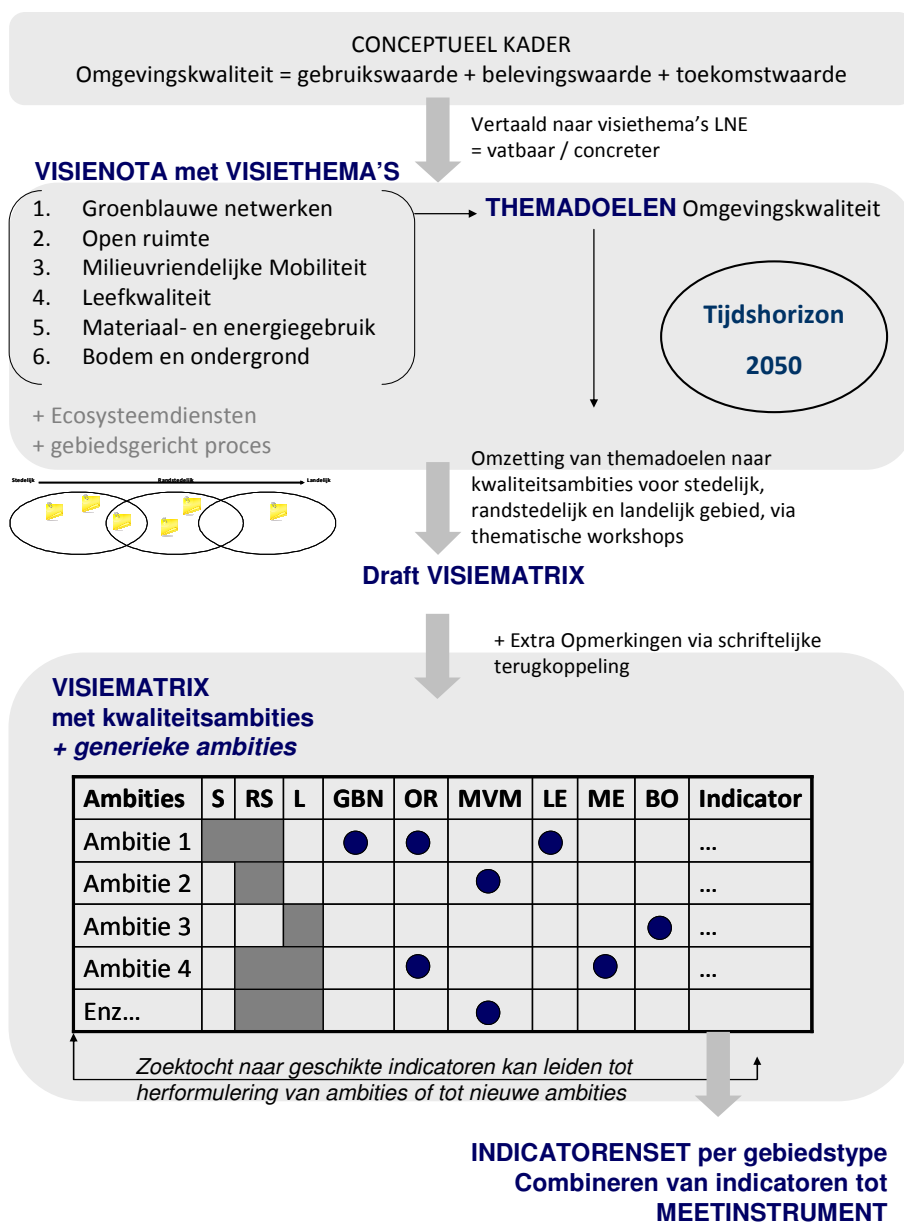 CONCEPTUEEL KADER
Omgevingskwaliteit = gebruikswaarde + belevingswaarde + toekomstwaarde
Vertaald naar visiethema's LNE
= vatbaar / concreter
VISIENOTA met VISIETHEMA'S
1. Groenblauwe netwerken
2. Open ruimte
3. Milieuvriendelijke Mobiliteit
4. Leefkwaliteit
5. Materiaal- en energiegebruik
6. Bodem en ondergrond
+ Ecosysteemdiensten
+ gebiedsgericht proces
THEMADOELEN Omgevingskwaliteit
Tijdshorizon
2050
Stedelijk Randstedelijk Landelijk
Omzetting van themadoelen naar
kwaliteitsambities voor stedelijk,
randstedelijk en landelijk gebied, via
thematische workshops
Draft VISIEMATRIX
+ Extra Opmerkingen via schriftelijke
terugkoppeling
VISIEMATRIX
met kwaliteitsambities
+ generieke ambities
Ambities S RS L GBN OR MVM LE ME BO Indicator
Ambitie 1 ...
Ambitie 2 ...
Ambitie 3 ...
Ambitie 4 ...
Enz...
Zoektocht naar geschikte indicatoren kan leiden tot
herformulering van ambities of tot nieuwe ambities
INDICATORENSET per gebiedstype
Combineren van indicatoren tot
MEETINSTRUMENT